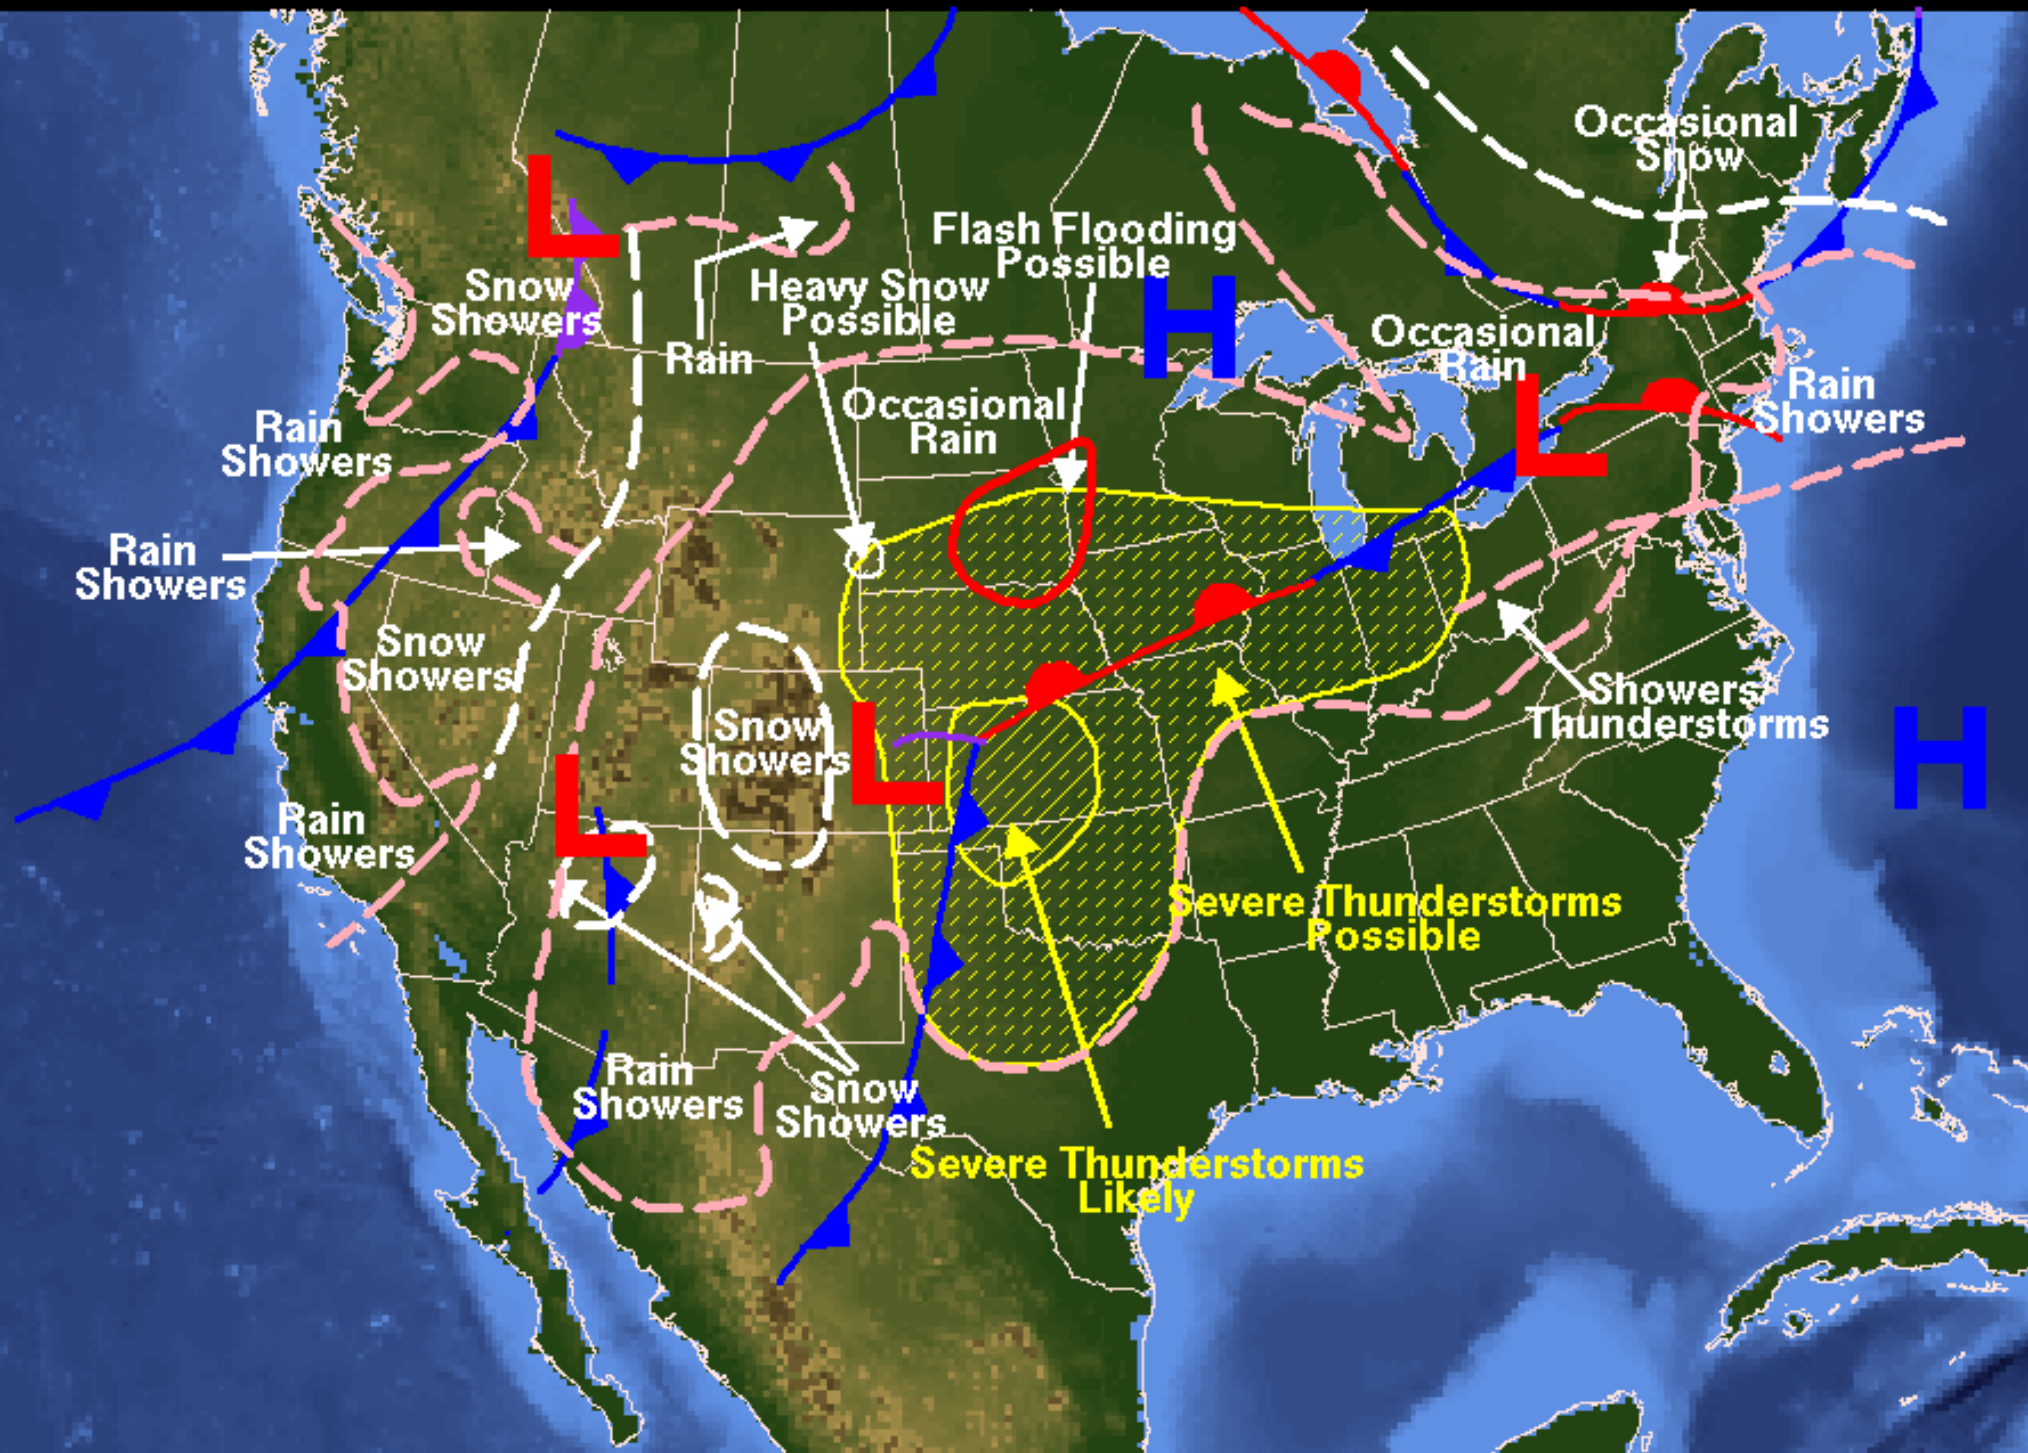 Occasional
Snow
Flash Flooding
Possible
Snow
Showers
Heavy Snow
Possible
Rain
Occasional
Rain
Rain
Showers
Occasional
Rain
Rain
Showers
Rain
Showers
Snow
Showers
Snow
Showers
Showers/
Thunderstorms
Rain
Showers
Severe Thunderstorms
Possible
Rain
Showers
Snow
Showers
Severe Thunderstorms
Likely
L
H
L
L
H
L